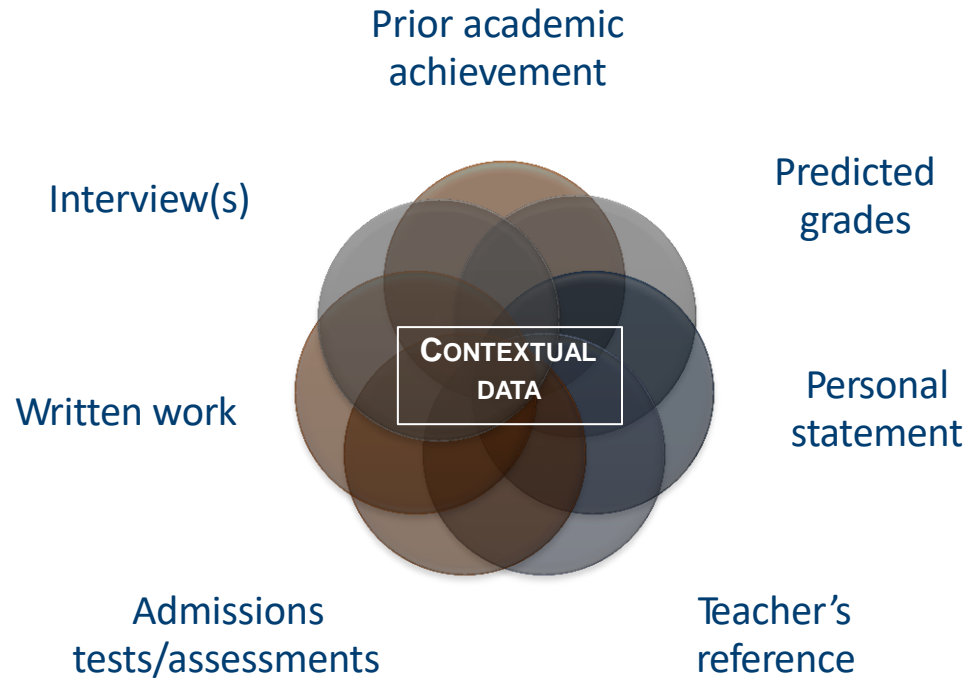 Prior academic
achievement
Predicted
grades
Interview(s)
CONTEXTUAL
DATA
Personal
statement
Written work
Teacher’s
reference
Admissions
tests/assessments